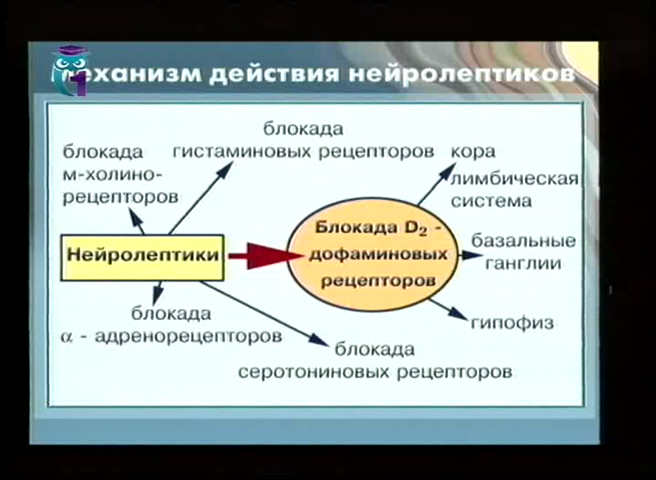 механизм действия нейролептиков
блокада
гистаминовых рецепторов
блокада
м-холино-
рецепторов
кора
лимбическая
система
Нейролептики
Блокада D₂ -
дофаминовых
рецепторов
базальные
ганглии
гипофиз
блокада
α - адренорецепторов
блокада
серотониновых рецепторов